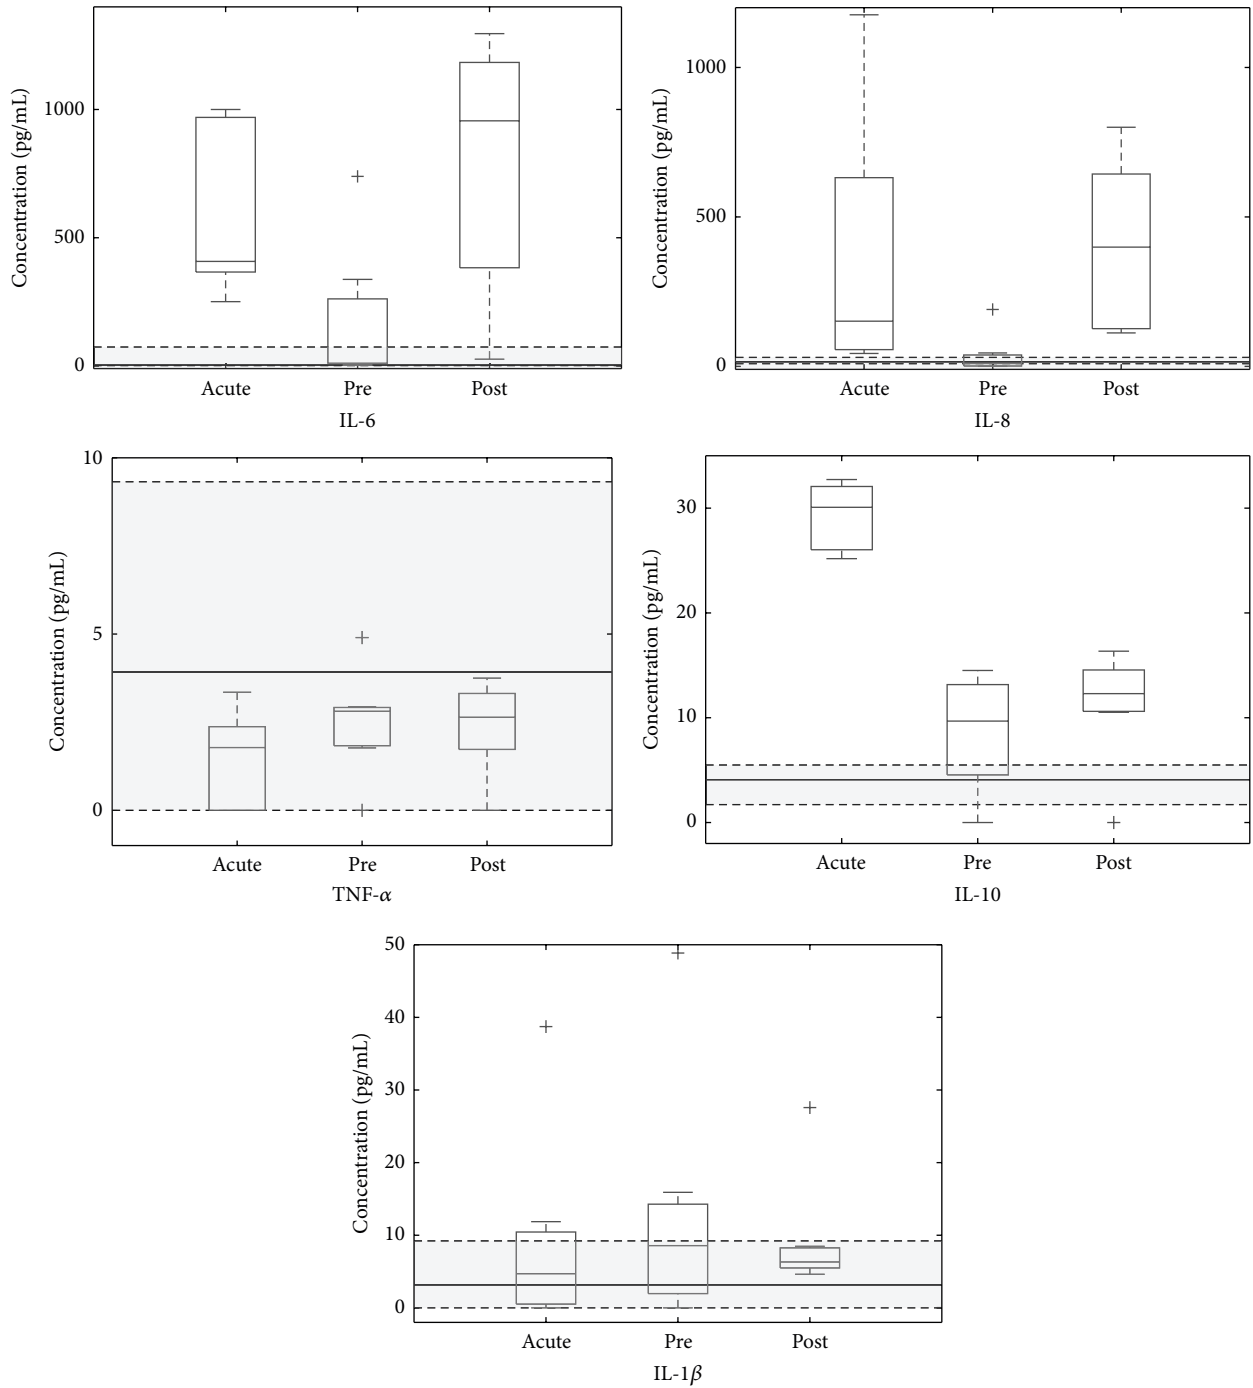 Concentration (pg/mL)
1000
500
0
Acute Pre Post
IL-6
Concentration (pg/mL)
1000
500
0
Acute Pre Post
IL-8
Concentration (pg/mL)
10
5
0
Acute Pre Post
TNF-α
Concentration (pg/mL)
30
20
10
0
Acute Pre Post
IL-10
Concentration (pg/mL)
50
40
30
20
10
0
Acute Pre Post
IL-1β